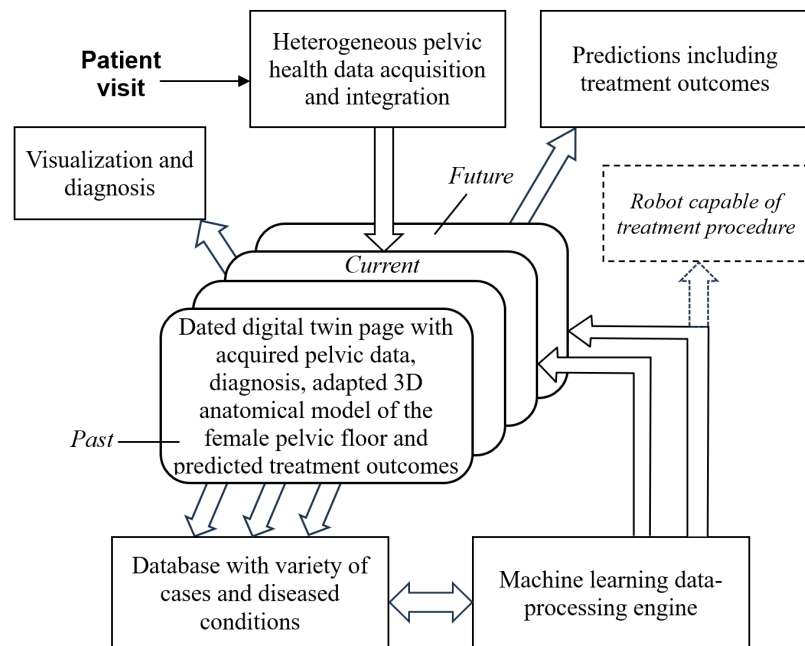 Patient
visit
Heterogeneous pelvic
health data acquisition
and integration
Predictions including
treatment outcomes
Visualization and
diagnosis
Future
Robot capable of
treatment procedure
Current
Dated digital twin page with
acquired pelvic data,
diagnosis, adapted 3D
anatomical model of the
female pelvic floor and
predicted treatment outcomes
Past
Database with variety of
cases and diseased
conditions
Machine learning data-
processing engine